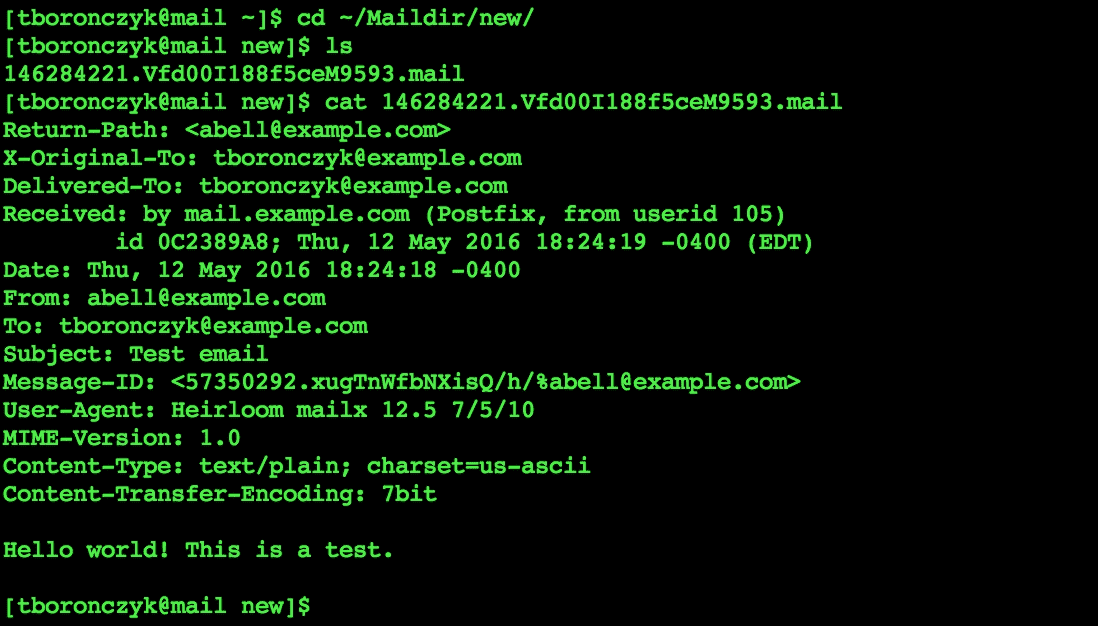 [tboronczyk@mail ~]$ cd ~/Maildir/new/
[tboronczyk@mail new]$ ls
146284221.Vfd00I188f5ceM9593.mail
[tboronczyk@mail new]$ cat 146284221.Vfd00I188f5ceM9593.mail
Return-Path: <abell@example.com>
X-Original-To: tboronczyk@example.com
Delivered-To: tboronczyk@example.com
Received: by mail.example.com (Postfix, from userid 105)
        id 0C2389A8; Thu, 12 May 2016 18:24:19 -0400 (EDT)
Date: Thu, 12 May 2016 18:24:18 -0400
From: abell@example.com
To: tboronczyk@example.com
Subject: Test email
Message-ID: <57350292.xugTnWfbNXisQ/h/%abell@example.com>
User-Agent: Heirloom mailx 12.5 7/5/10
MIME-Version: 1.0
Content-Type: text/plain; charset=us-ascii
Content-Transfer-Encoding: 7bit

Hello world! This is a test.

[tboronczyk@mail new]$